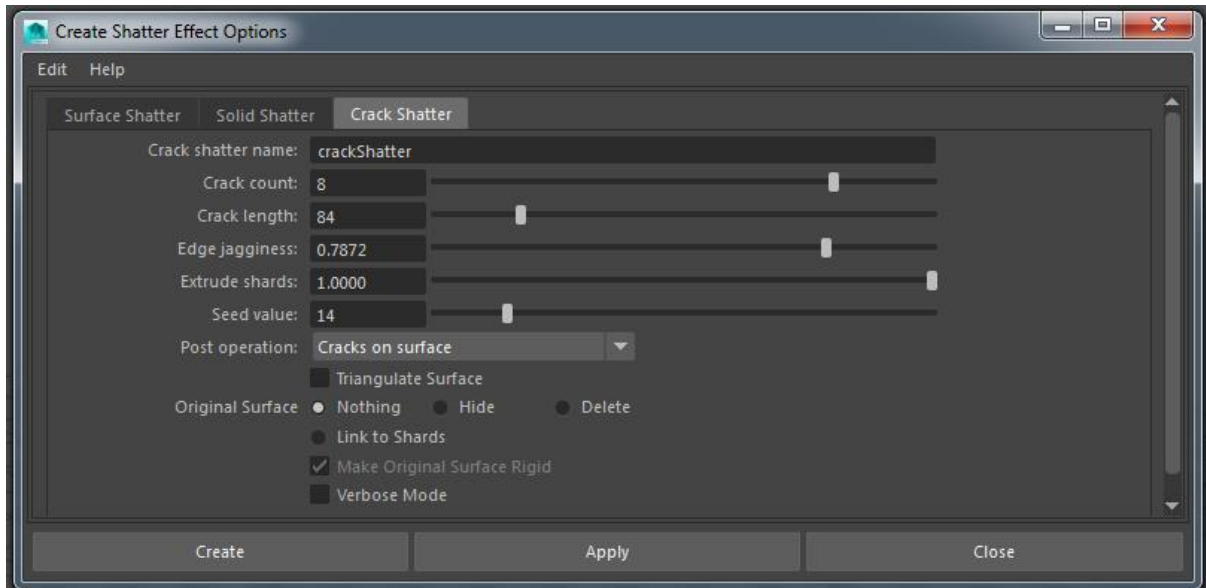 Create Shatter Effect Options
Edit Help
Surface Shatter Solid Shatter Crack Shatter
Crack shatter name: crackShatter
Crack count: 8
Crack length: 84
Edge jagginess: 0.7872
Extrude shards: 1.0000
Seed value: 14
Post operation: Cracks on surface
Triangulate Surface
Original Surface Nothing Hide Delete
Link to Shards
Make Original Surface Rigid
Verbose Mode
Create Apply Close